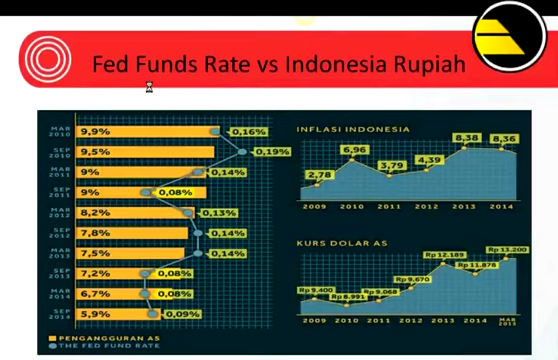 Fed Funds Rate vs Indonesia Rupiah
MAR 2010 9,9% 0,16%
SEP 2010 9,5% 0,19%
MAR 2011 9% 0,14%
SEP 2011 9% 0,08%
MAR 2012 8,2% 0,13%
SEP 2012 7,8% 0,14%
MAR 2013 7,5% 0,14%
SEP 2013 7,2% 0,08%
MAR 2014 6,7% 0,08%
SEP 2014 5,9% 0,09%
PENGANGGURAN AS
THE FED FUND RATE
INFLASI INDONESIA
2,78 6,96 3,79 4,39 8,38 8,36
2009 2010 2011 2012 2013 2014
KURS DOLAR AS
Rp 9,400 Rp 8.991 Rp 9,068 Rp 9,670 Rp 12.189 Rp 11,878 Rp 13.200
2009 2010 2011 2012 2013 2014 MAR 2013